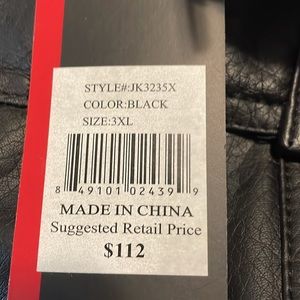 STYLE#:JK3235X
COLOR:BLACK
SIZE:3XL
8 49101 02439 9
MADE IN CHINA
Suggested Retail Price
$112